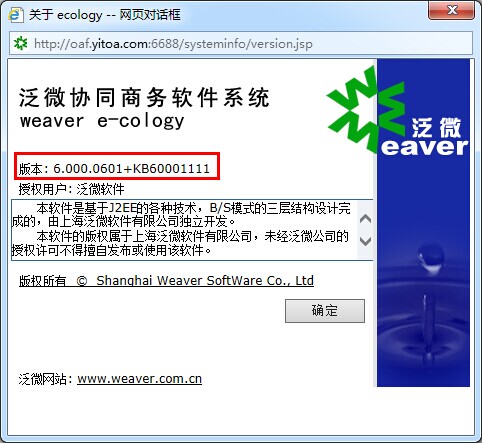 关于 ecology -- 网页对话框
http://oaf.yitoa.com:6688/systeminfo/version.jsp
泛微协同商务软件系统
weaver e-cology
泛微
eaver
版本: 6.000.0601+KB60001111
授权用户: 泛微软件
本软件是基于J2EE的各种技术，B/S模式的三层结构设计完
成的，由上海泛微软件有限公司独立开发。
本软件的版权属于上海泛微软件有限公司，未经泛微公司的
授权许可不得擅自发布或使用该软件。
版权所有 © Shanghai Weaver SoftWare Co., Ltd
确定
泛微网站: www.weaver.com.cn